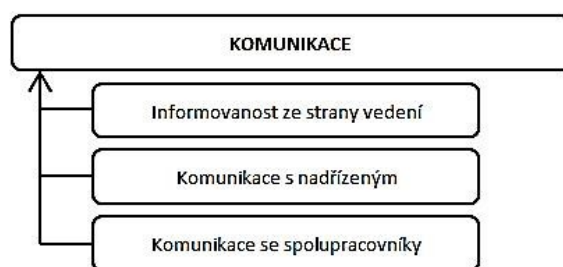 KOMUNIKACE
Informovanost ze strany vedení
Komunikace s nadřízeným
Komunikace se spolupracovníky